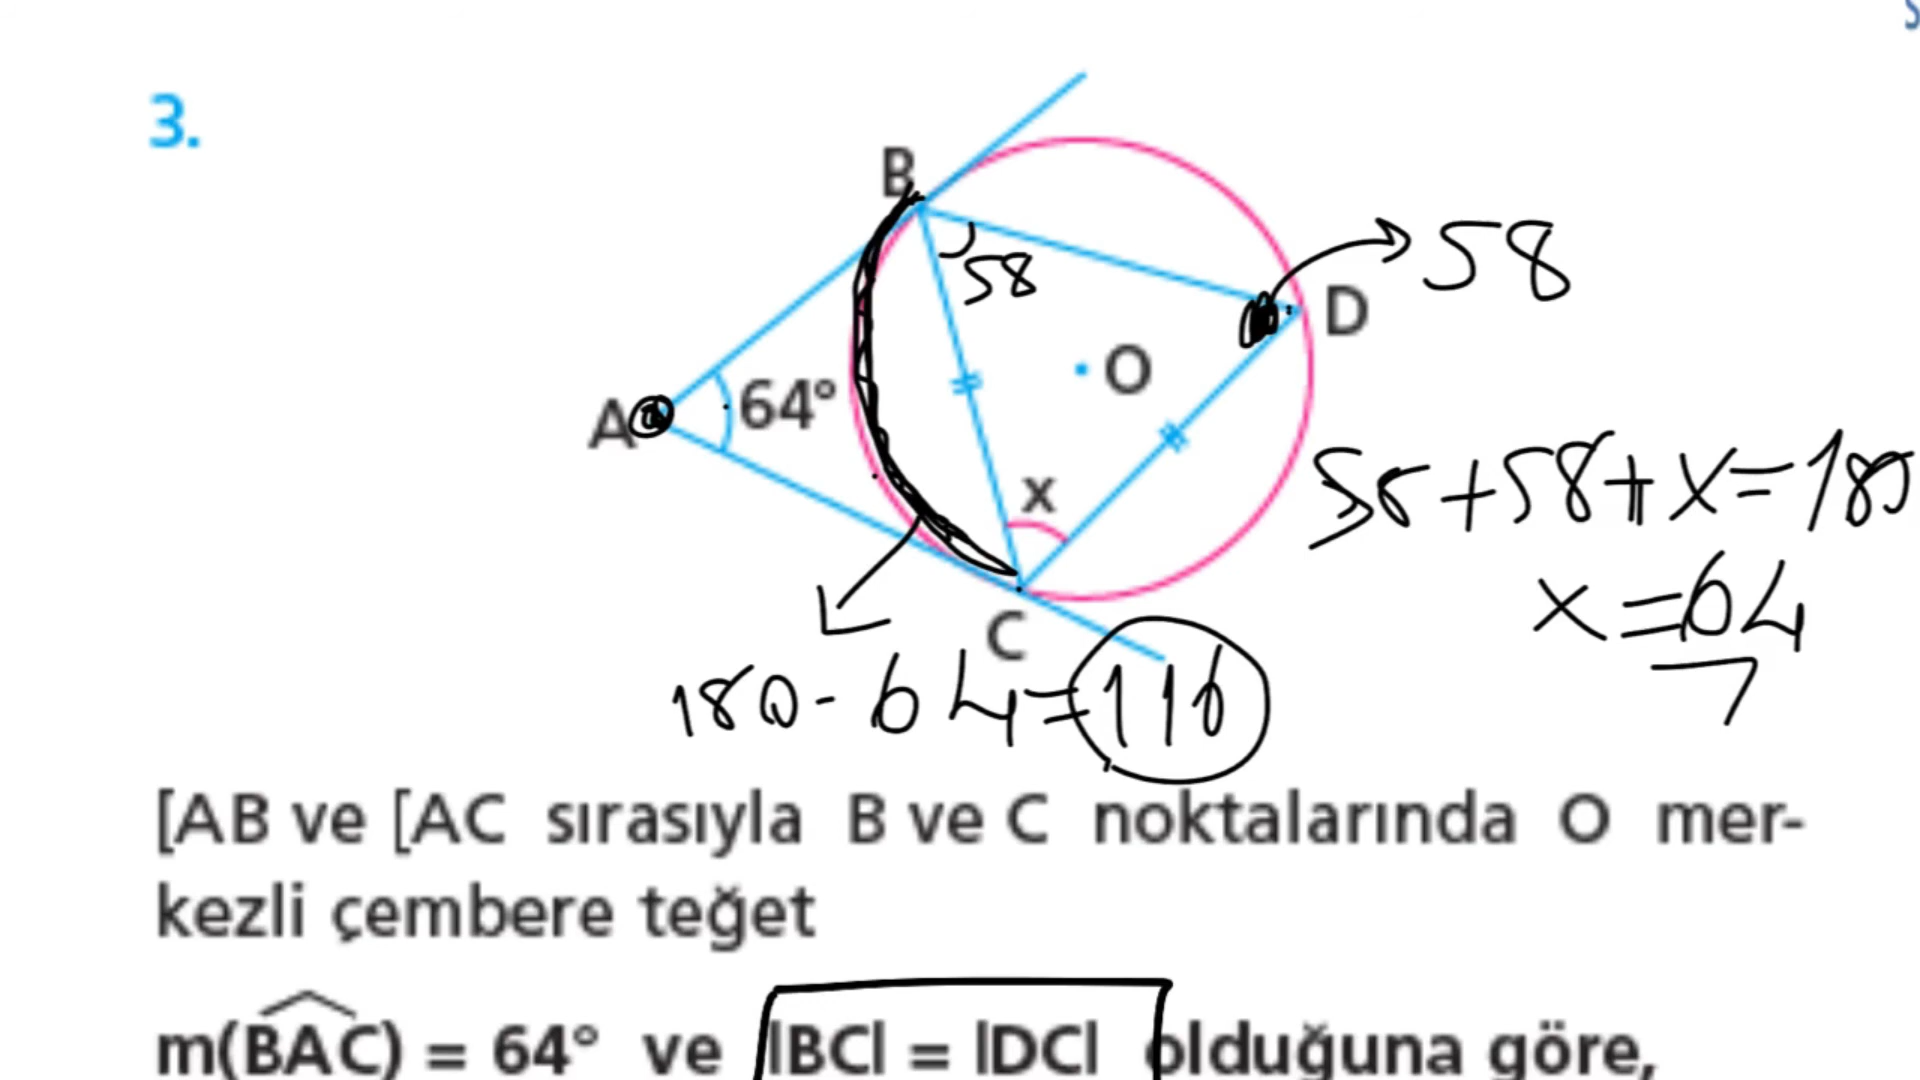 3.
B
58
58
D
O
A
64°
x
58+58+x=180
x=64
C
180-64=116
[AB ve [AC sırasıyla B ve C noktalarında O mer-
kezli çembere teğet
m(BAC) = 64° ve |BC| = |DC| olduğuna göre,